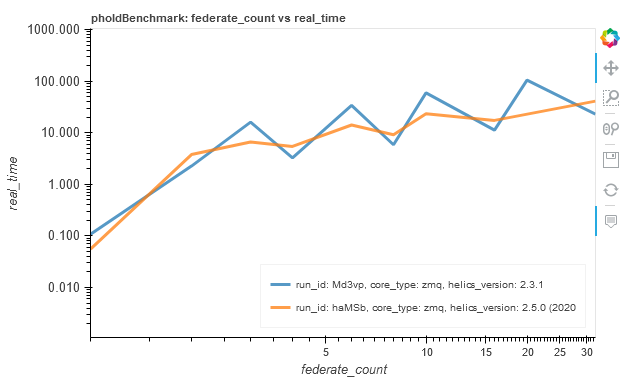 pholdBenchmark: federate_count vs real_time
1000.000
100.000
10.000
1.000
0.100
0.010
real_time
run_id: Md3vp, core_type: zmq, helics_version: 2.3.1
run_id: haMSb, core_type: zmq, helics_version: 2.5.0 (2020
5
10
15
20
25
30
federate_count